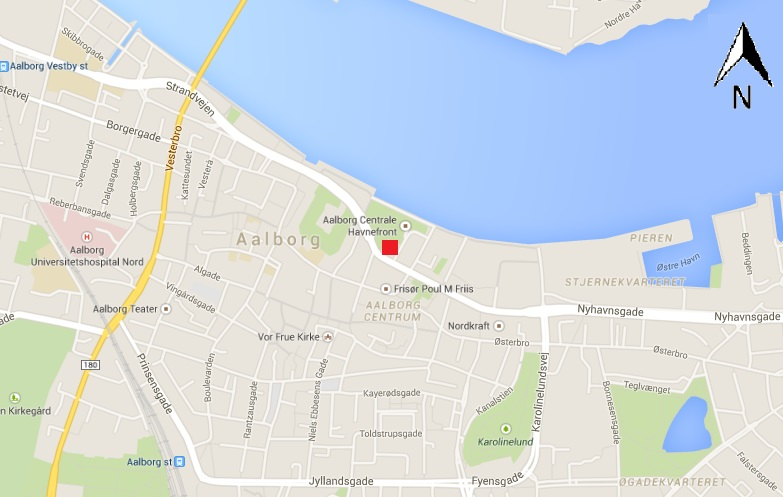 Nordre Hav
Skibbrogade
Aalborg Vestby st
N
Strandvejen
stetvej
Borgergade
Vesterbro
Svendsgade
Dalgasgade
Holbergsgade
Kattesundet
Vesterå
Reberbansgade
Aalborg Centrale
Havnefront
Aalborg
H
Aalborg
Universitetshospital Nord
PIEREN
Beddingen
Østre Havn
Algade
Vingårdsgade
STJERNEKVARTERET
Frisør Poul M Friis
Aalborg Teater
AALBORG
CENTRUM
Nyhavnsgade
Nyhavnsgade
ade
Nordkraft
Vor Frue Kirke
Østerbro
Østerbro
180
Prinsensgade
Boulevarden
Rantzausgade
Niels Ebbesens Gade
Kayerødsgade
Kanalstien
Karolinelundsvej
Bonnesensgade
Teglvænget
n Kirkegård
Toldstrupsgade
Karolinelund
Aalborg st
Falstersgade
Jyllandsgade
Fyensgade
ØGADEKVARTERET